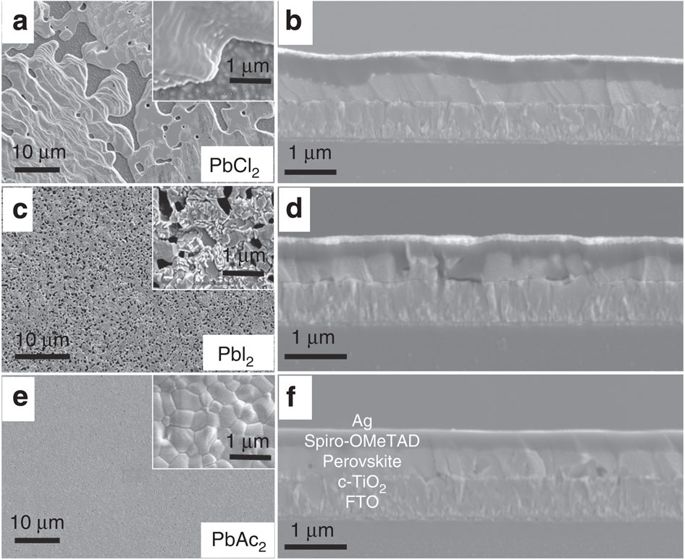 a
1 μm
10 μm
PbCl₂
b
1 μm
c
1 μm
10 μm
PbI₂
d
1 μm
e
1 μm
10 μm
PbAc₂
f
Ag
Spiro-OMeTAD
Perovskite
c-TiO₂
FTO
1 μm